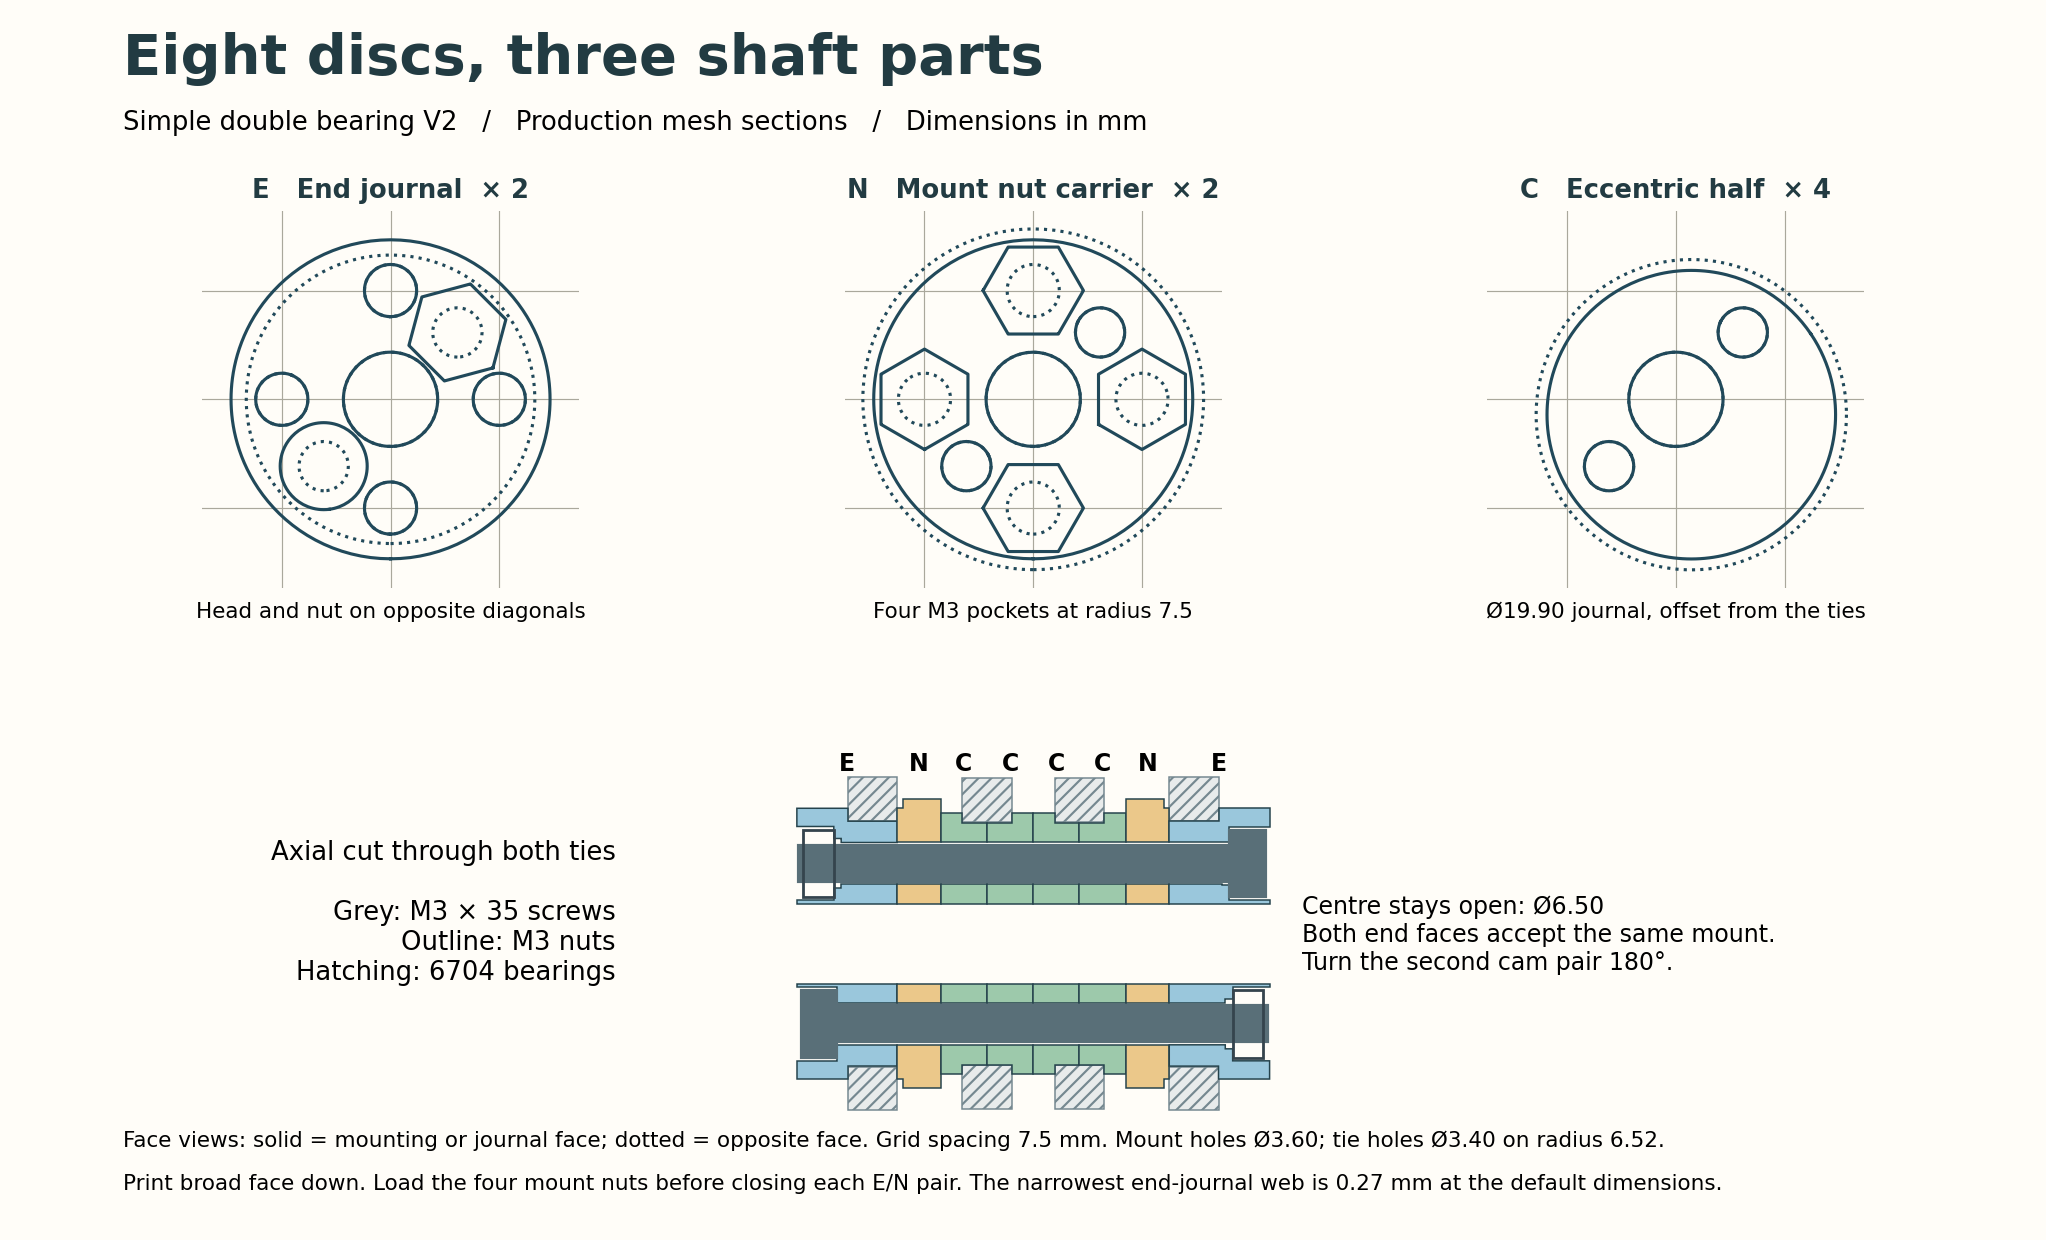 Eight discs, three shaft parts
Simple double bearing V2 / Production mesh sections / Dimensions in mm
E End journal × 2
N Mount nut carrier × 2
C Eccentric half × 4
Head and nut on opposite diagonals
Four M3 pockets at radius 7.5
Ø19.90 journal, offset from the ties
E N C C C C N E
Axial cut through both ties
Grey: M3 × 35 screws
Outline: M3 nuts
Hatching: 6704 bearings
Centre stays open: Ø6.50
Both end faces accept the same mount.
Turn the second cam pair 180°.
Face views: solid = mounting or journal face; dotted = opposite face. Grid spacing 7.5 mm. Mount holes Ø3.60; tie holes Ø3.40 on radius 6.52.
Print broad face down. Load the four mount nuts before closing each E/N pair. The narrowest end-journal web is 0.27 mm at the default dimensions.